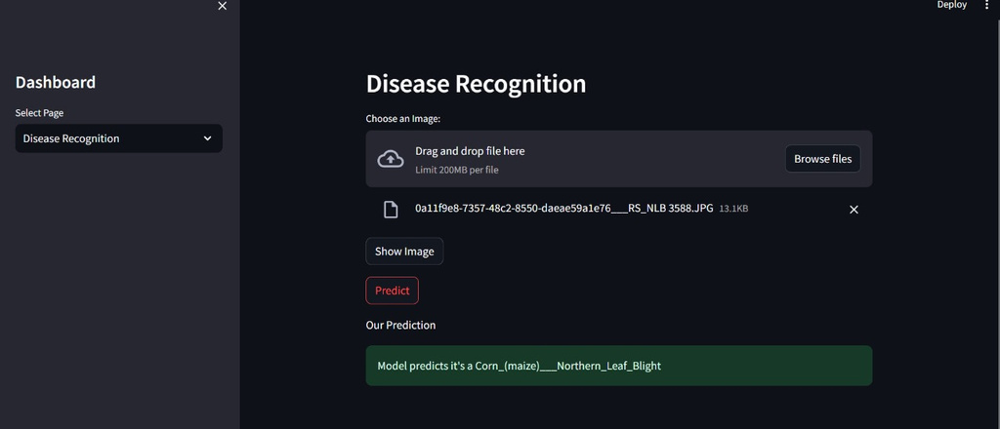 Deploy
Dashboard
Select Page
Disease Recognition
Disease Recognition
Choose an Image:
Drag and drop file here
Limit 200MB per file
Browse files
0a11f9e8-7357-48c2-8550-daeae59a1e76___RS_NLB 3588.JPG 13.1KB
Show Image
Predict
Our Prediction
Model predicts it's a Corn_(maize)___Northern_Leaf_Blight